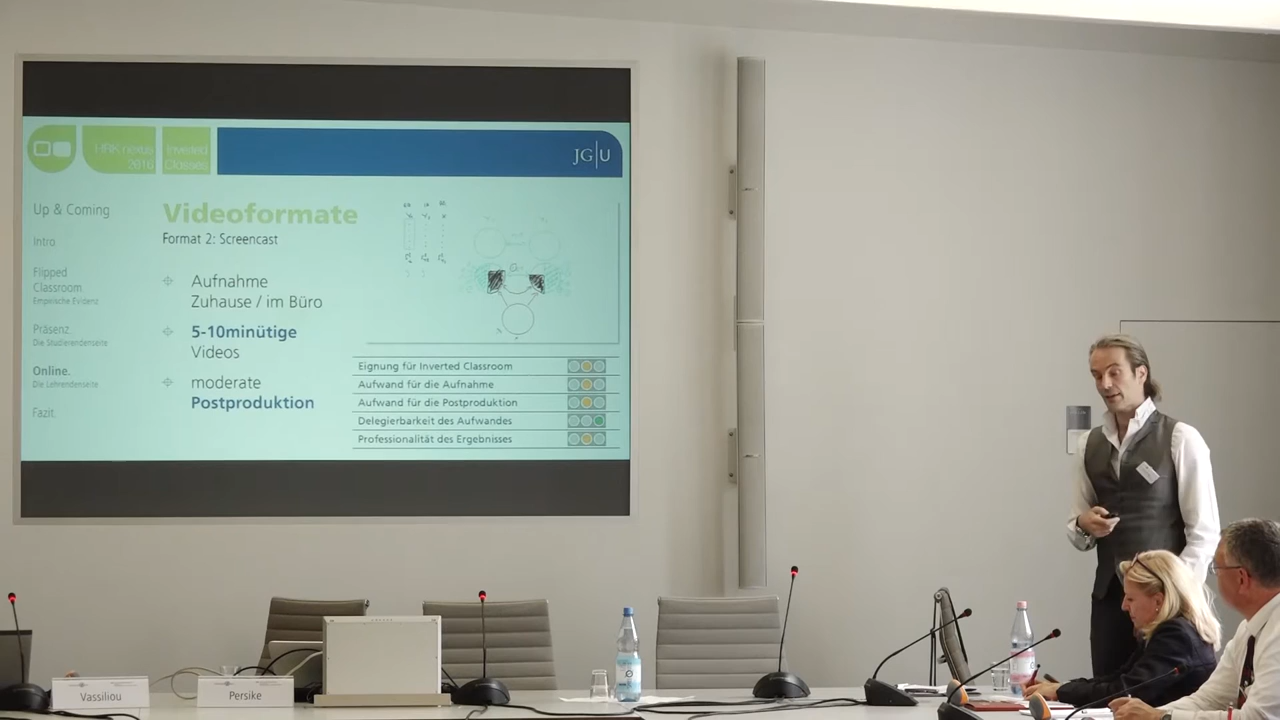 HRK nexus
2016
Inverted
Classes
JG|U
Up & Coming
Intro
Flipped
Classroom.
Empirische Evidenz
Präsenz.
Die Studierendenseite
Online.
Die Lehrendenseite
Fazit.
Videoformate
Format 2: Screencast
Aufnahme
Zuhause / im Büro
5-10minütige
Videos
moderate
Postproduktion
Eignung für Inverted Classroom
Aufwand für die Aufnahme
Aufwand für die Postproduktion
Delegierbarkeit des Aufwandes
Professionalität des Ergebnisses
Vassiliou
Persike